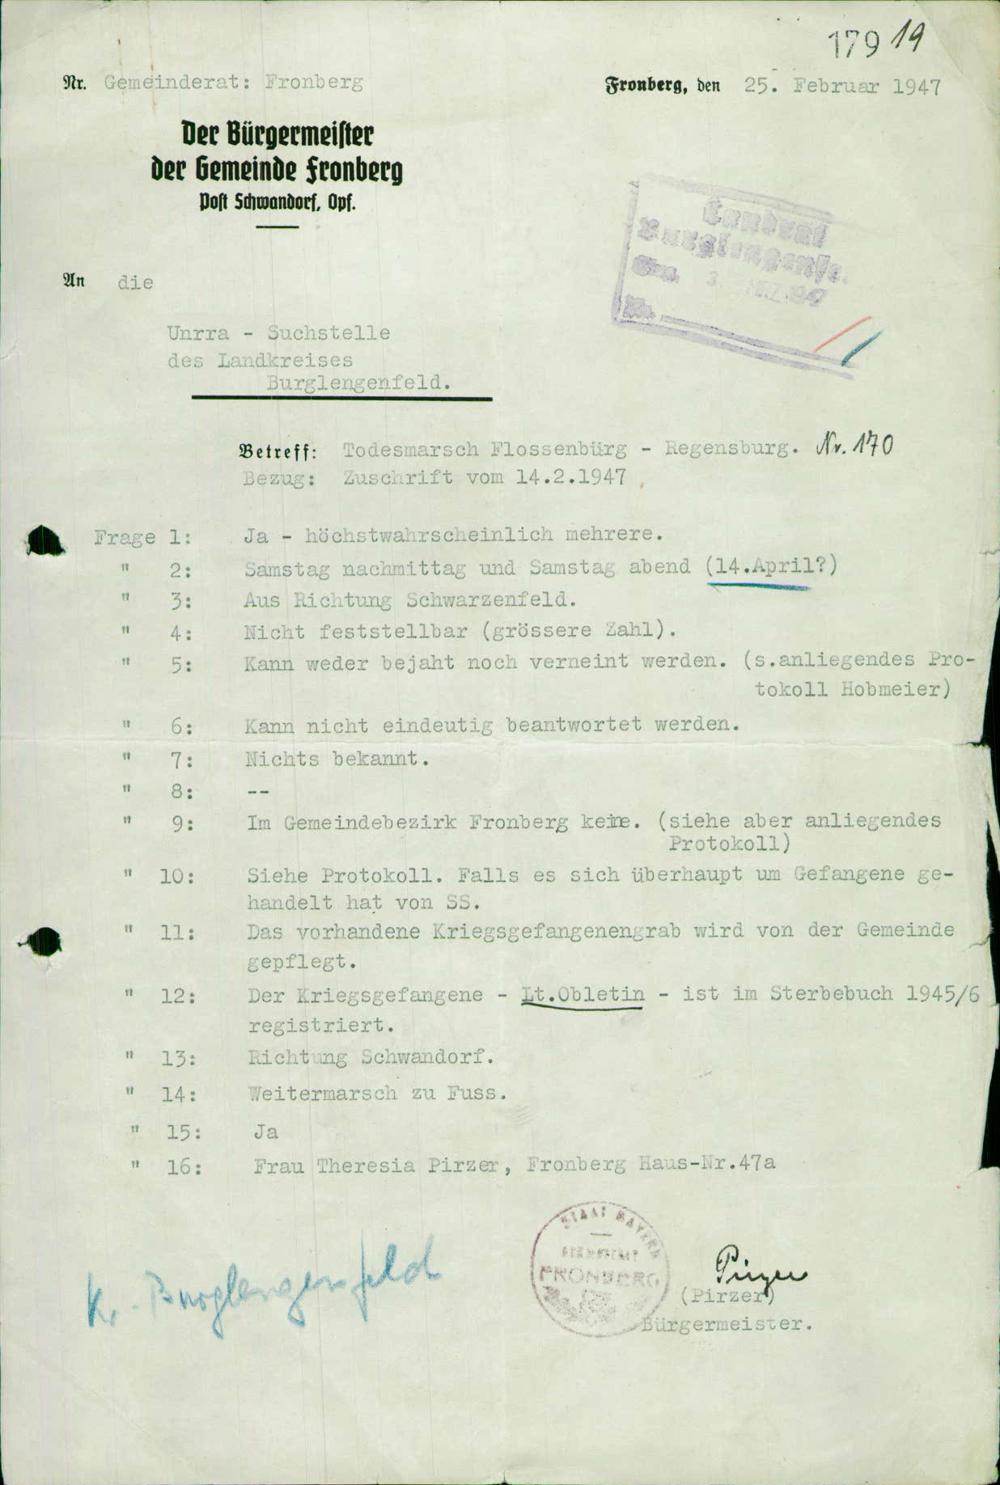 179 19
Nr. Gemeinderat: Fronberg
Fronberg, den 25. Februar 1947
Der Bürgermeister
der Gemeinde Fronberg
Post Schwandorf, Opf.
Landrat
Burglengenfe.
Nr.
An die
Unrra - Suchstelle
des Landkreises
Burglengenfeld.
Betreff: Todesmarsch Flossenbürg - Regensburg. Nr. 170
Bezug: Zuschrift vom 14.2.1947
Frage 1: Ja - höchstwahrscheinlich mehrere.
" 2: Samstag nachmittag und Samstag abend (14.April?)
" 3: Aus Richtung Schwarzenfeld.
" 4: Nicht feststellbar (grössere Zahl).
" 5: Kann weder bejaht noch verneint werden. (s.anliegendes Pro-
tokoll Hobmeier)
" 6: Kann nicht eindeutig beantwortet werden.
" 7: Nichts bekannt.
" 8: --
" 9: Im Gemeindebezirk Fronberg keine. (siehe aber anliegendes
Protokoll)
" 10: Siehe Protokoll. Falls es sich überhaupt um Gefangene ge-
handelt hat von SS.
" 11: Das vorhandene Kriegsgefangenengrab wird von der Gemeinde
gepflegt.
" 12: Der Kriegsgefangene - Lt.Obletin - ist im Sterbebuch 1945/6
registriert.
" 13: Richtung Schwandorf.
" 14: Weitermarsch zu Fuss.
" 15: Ja
" 16: Frau Theresia Pirzer, Fronberg Haus-Nr.47a
STAAT BAYERN
FRONBERG
Pirzer
(Pirzer)
Bürgermeister.
Kr. Burglengenfeld